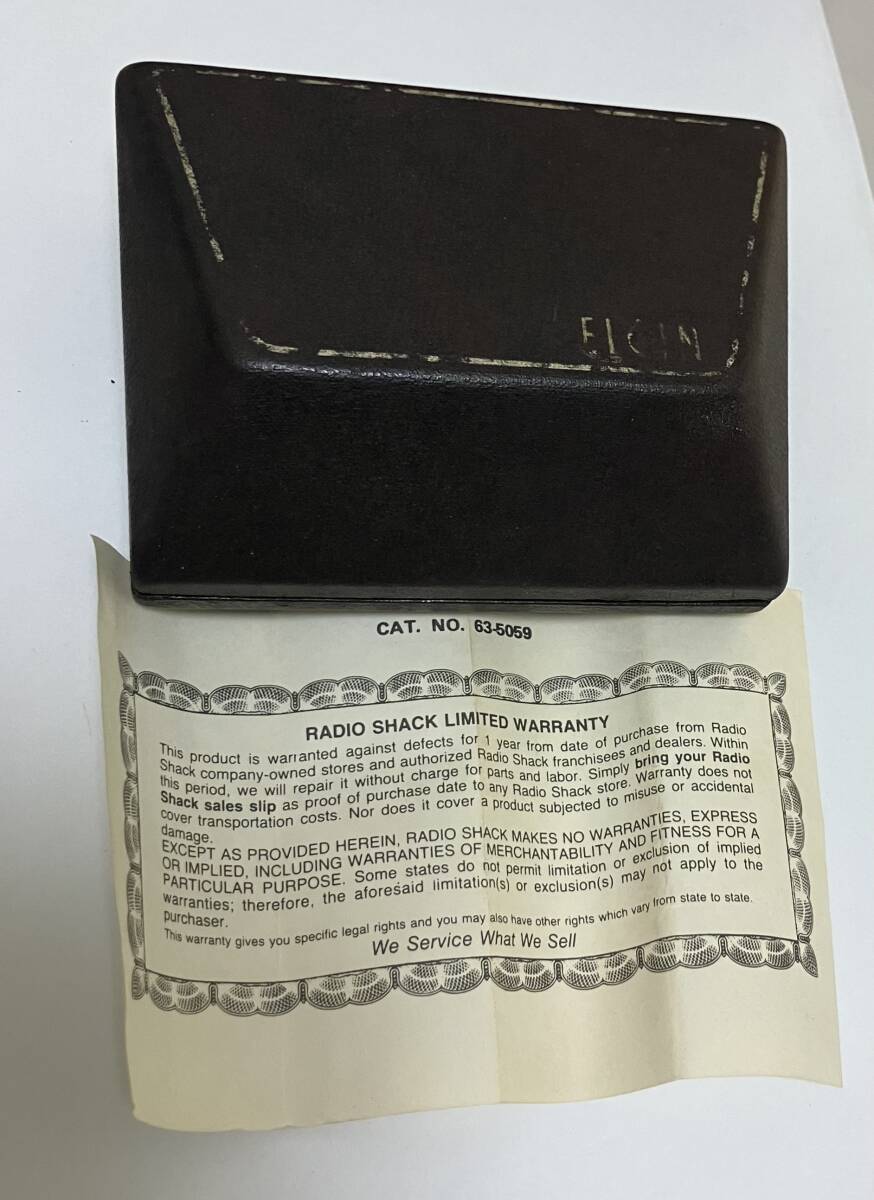 ELGIN
CAT. NO. 63-5059
RADIO SHACK LIMITED WARRANTY
This product is warranted against defects for 1 year from date of purchase from Radio
Shack company-owned stores and authorized Radio Shack franchisees and dealers. Within
this period, we will repair it without charge for parts and labor. Simply bring your Radio
Shack sales slip as proof of purchase date to any Radio Shack store. Warranty does not
cover transportation costs. Nor does it cover a product subjected to misuse or accidental
damage.
EXCEPT AS PROVIDED HEREIN, RADIO SHACK MAKES NO WARRANTIES, EXPRESS
OR IMPLIED, INCLUDING WARRANTIES OF MERCHANTABILITY AND FITNESS FOR A
PARTICULAR PURPOSE. Some states do not permit limitation or exclusion of implied
warranties; therefore, the aforesaid limitation(s) or exclusion(s) may not apply to the
purchaser.
This warranty gives you specific legal rights and you may also have other rights which vary from state to state.
We Service What We Sell